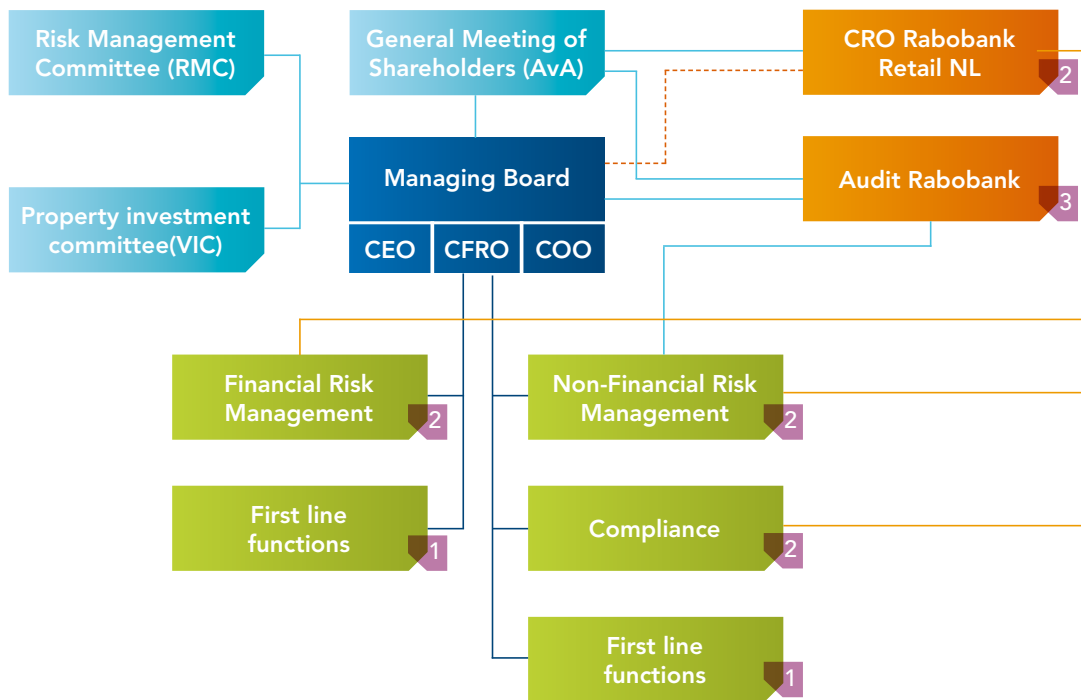 Risk Management
Committee (RMC)
General Meeting of
Shareholders (AvA)
CRO Rabobank
Retail NL
2
Property investment
committee(VIC)
Managing Board
CEO
CFRO
COO
Audit Rabobank
3
Financial Risk
Management
2
Non-Financial Risk
Management
2
First line
functions
1
Compliance
2
First line
functions
1